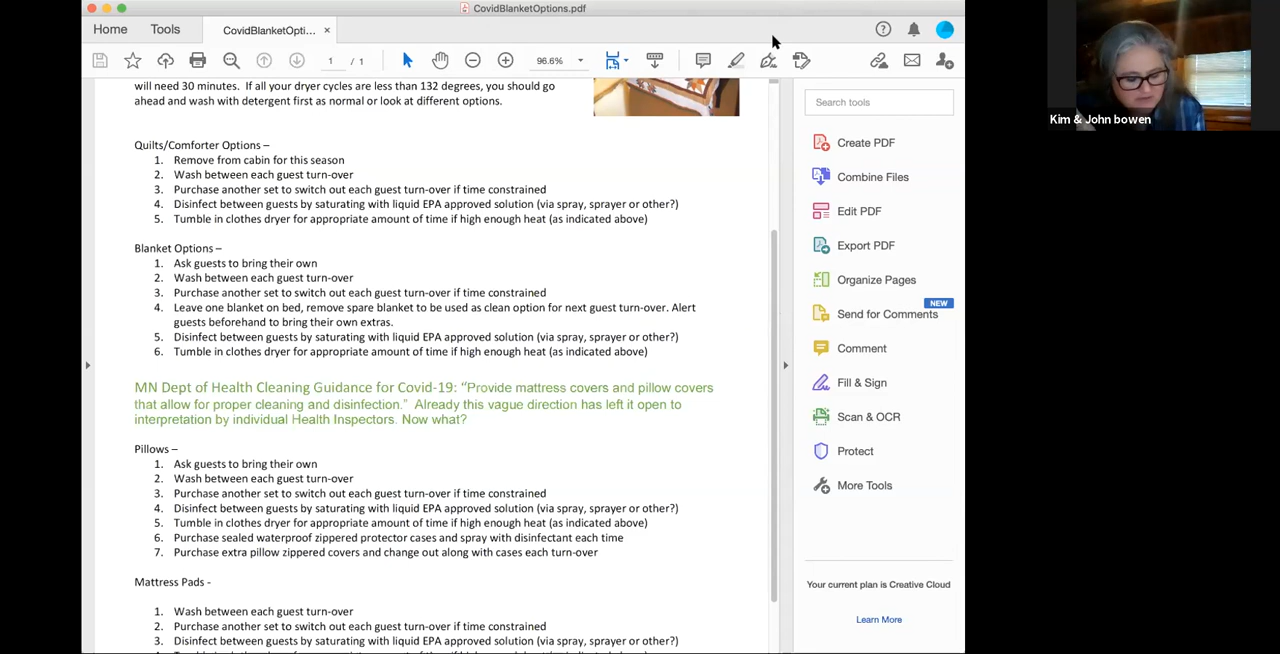 CovidBlanketOptions.pdf
Home
Tools
CovidBlanketOpti...
×
1 / 1
96.6%
will need 30 minutes. If all your dryer cycles are less than 132 degrees, you should go
ahead and wash with detergent first as normal or look at different options.
Quilts/Comforter Options –
1. Remove from cabin for this season
2. Wash between each guest turn-over
3. Purchase another set to switch out each guest turn-over if time constrained
4. Disinfect between guests by saturating with liquid EPA approved solution (via spray, sprayer or other?)
5. Tumble in clothes dryer for appropriate amount of time if high enough heat (as indicated above)
Blanket Options –
1. Ask guests to bring their own
2. Wash between each guest turn-over
3. Purchase another set to switch out each guest turn-over if time constrained
4. Leave one blanket on bed, remove spare blanket to be used as clean option for next guest turn-over. Alert
guests beforehand to bring their own extras.
5. Disinfect between guests by saturating with liquid EPA approved solution (via spray, sprayer or other?)
6. Tumble in clothes dryer for appropriate amount of time if high enough heat (as indicated above)
MN Dept of Health Cleaning Guidance for Covid-19: “Provide mattress covers and pillow covers
that allow for proper cleaning and disinfection.” Already this vague direction has left it open to
interpretation by individual Health Inspectors. Now what?
Pillows –
1. Ask guests to bring their own
2. Wash between each guest turn-over
3. Purchase another set to switch out each guest turn-over if time constrained
4. Disinfect between guests by saturating with liquid EPA approved solution (via spray, sprayer or other?)
5. Tumble in clothes dryer for appropriate amount of time if high enough heat (as indicated above)
6. Purchase sealed waterproof zippered protector cases and spray with disinfectant each time
7. Purchase extra pillow zippered covers and change out along with cases each turn-over
Mattress Pads -
1. Wash between each guest turn-over
2. Purchase another set to switch out each guest turn-over if time constrained
3. Disinfect between guests by saturating with liquid EPA approved solution (via spray, sprayer or other?)
Search tools
Create PDF
Combine Files
Edit PDF
Export PDF
Organize Pages
NEW
Send for Comments
Comment
Fill & Sign
Scan & OCR
Protect
More Tools
Your current plan is Creative Cloud
Learn More
Kim & John bowen